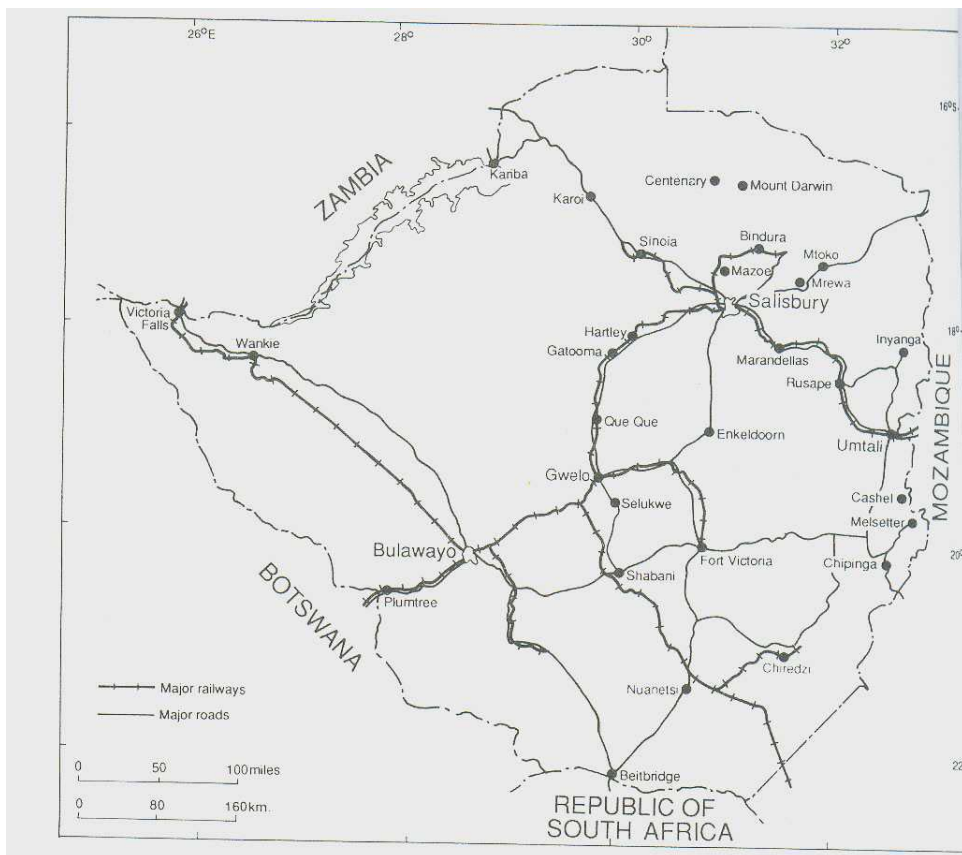 26°E
28°
30°
32°
16°S
ZAMBIA
Kariba
Centenary
Mount Darwin
Karoi
Sinoia
Bindura
Mtoko
Mazoe
Mrewa
Salisbury
Victoria
Falls
Wankie
18°
Hartley
Gatooma
Marandellas
Inyanga
Rusape
MOZAMBIQUE
Que Que
Enkeldoorn
Umtali
Gwelo
Selukwe
Cashel
Melsetter
Bulawayo
Fort Victoria
20°
Chipinga
Shabani
BOTSWANA
Plumtree
Chiredzi
Nuanetsi
Major railways
Major roads
22
0 50 100 miles
0 80 160 km.
Beitbridge
REPUBLIC OF
SOUTH AFRICA